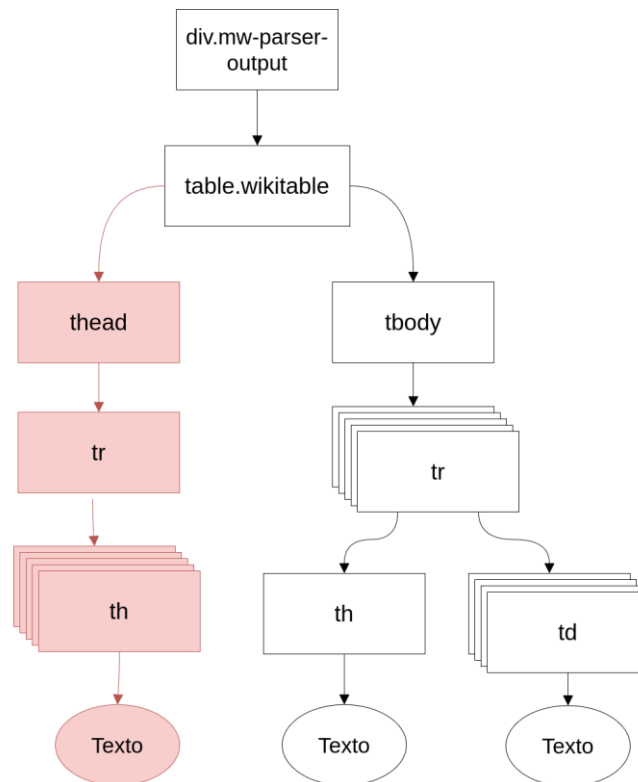 div.mw-parser-
output
table.wikitable
thead
tbody
tr
tr
th
th
td
Texto
Texto
Texto